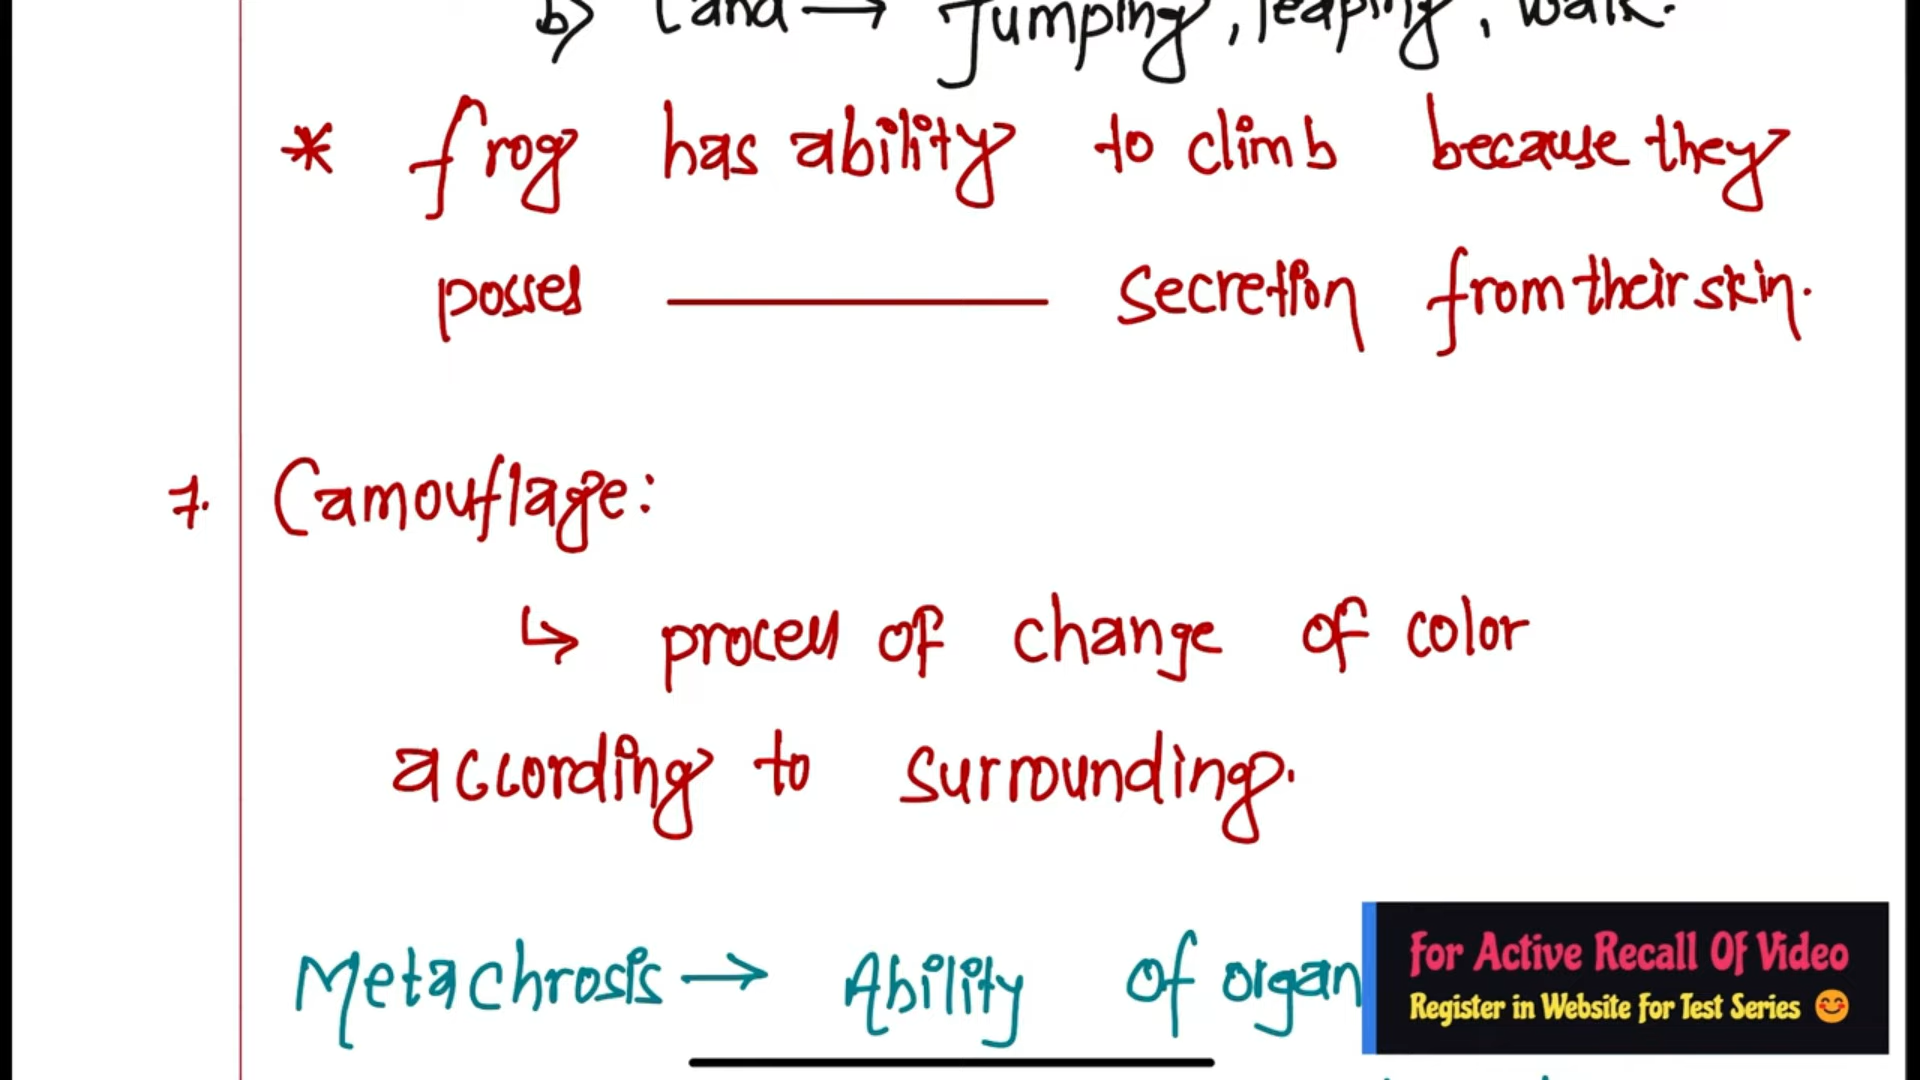 b) Land → Jumping, leaping, walk.
* frog has ability to climb because they
posses ________ secretion from their skin.
7. Camouflage:
↳ process of change of color
according to surrounding.
Metachrosis → Ability of organ
For Active Recall Of Video
Register in Website For Test Series 😊